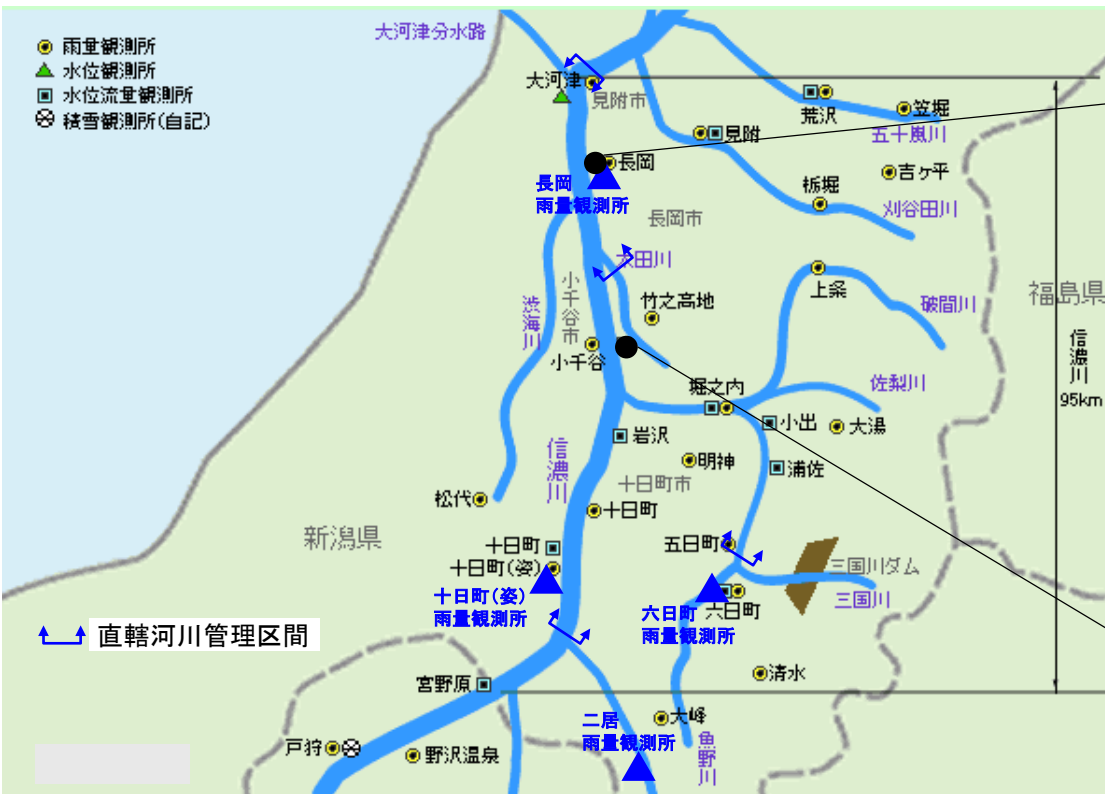 大河津分水路
雨量観測所
水位観測所
水位流量観測所
積雪観測所(自記)
大河津
見附市
荒沢
笠堀
五十嵐川
見附
長岡
吉ヶ平
長岡
雨量観測所
栃堀
刈谷田川
長岡市
太田川
上条
福島県
破間川
竹之高地
小千谷市
渋海川
小千谷
信濃川
95km
堀之内
佐梨川
小出
大湯
岩沢
明神
浦佐
信濃川
十日町市
松代
十日町
新潟県
十日町
五日町
十日町(姿)
三国川ダム
十日町(姿)
雨量観測所
六日町
三国川
六日町
雨量観測所
直轄河川管理区間
清水
宮野原
二居
雨量観測所
大峰
魚野川
戸狩
野沢温泉